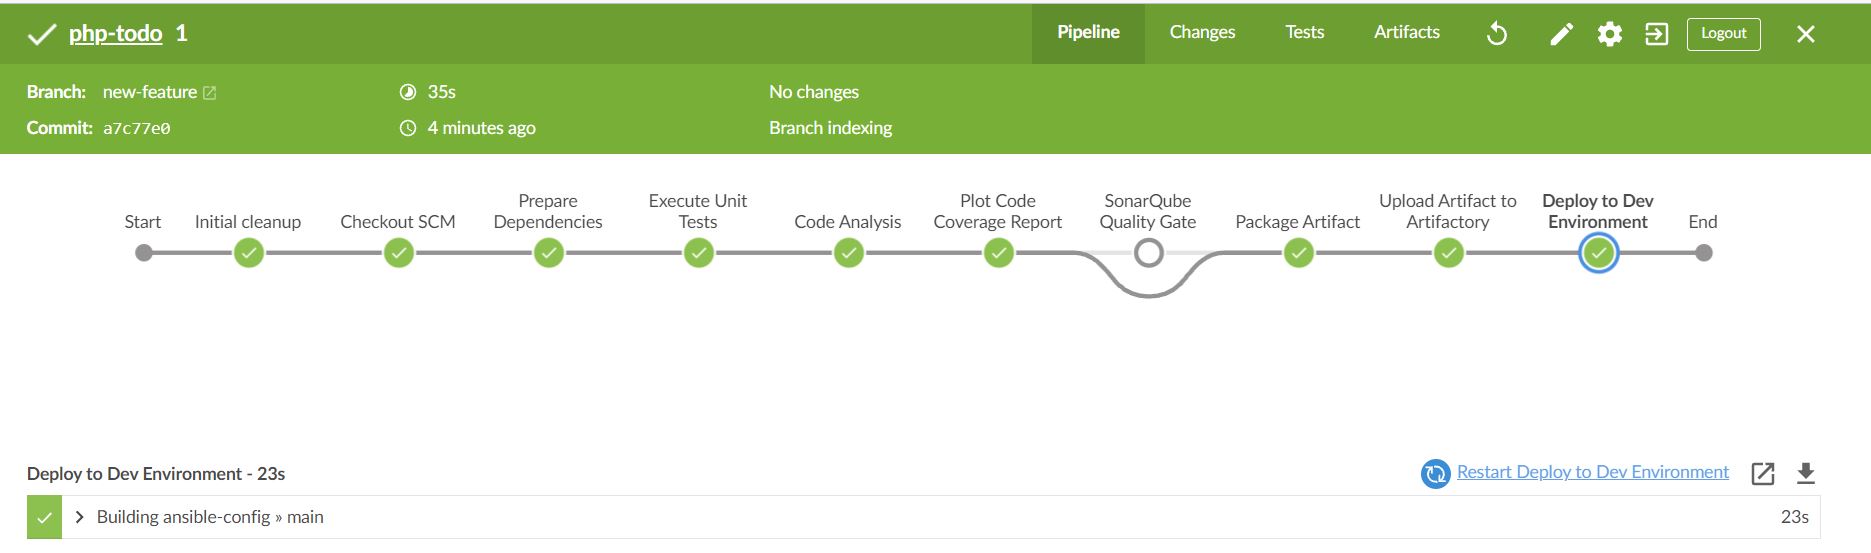 php-todo 1
Pipeline
Changes
Tests
Artifacts
Logout
Branch: new-feature
35s
No changes
Commit: a7c77e0
4 minutes ago
Branch indexing
Start
Initial cleanup
Checkout SCM
Prepare
Dependencies
Execute Unit
Tests
Code Analysis
Plot Code
Coverage Report
SonarQube
Quality Gate
Package Artifact
Upload Artifact to
Artifactory
Deploy to Dev
Environment
End
Deploy to Dev Environment - 23s
Restart Deploy to Dev Environment
Building ansible-config » main
23s